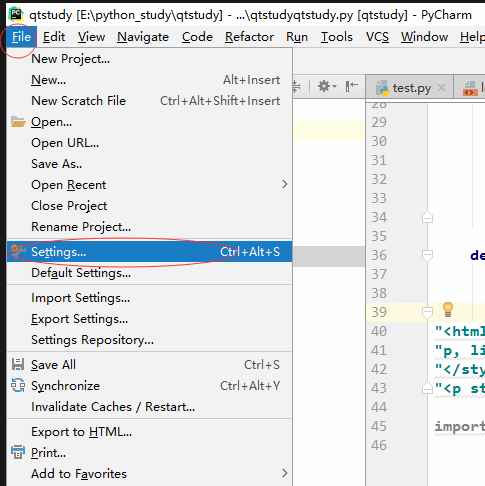 qtstudy [E:\python_study\qtstudy] - ...\qtstudyqtstudy.py [qtstudy] - PyCharm
File Edit View Navigate Code Refactor Run Tools VCS Window Help
New Project...
New... Alt+Insert
New Scratch File Ctrl+Alt+Shift+Insert
Open...
Open URL...
Save As..
Open Recent
Close Project
Rename Project...
Settings... Ctrl+Alt+S
Default Settings...
Import Settings...
Export Settings...
Settings Repository...
Save All Ctrl+S
Synchronize Ctrl+Alt+Y
Invalidate Caches / Restart...
Export to HTML...
Print...
Add to Favorites
test.py
28
29
30
31
32
33
34
35
36 de
37
38
39
40 "<html
41 "p, li
42 "</sty
43 "<p st
44
45 import
46